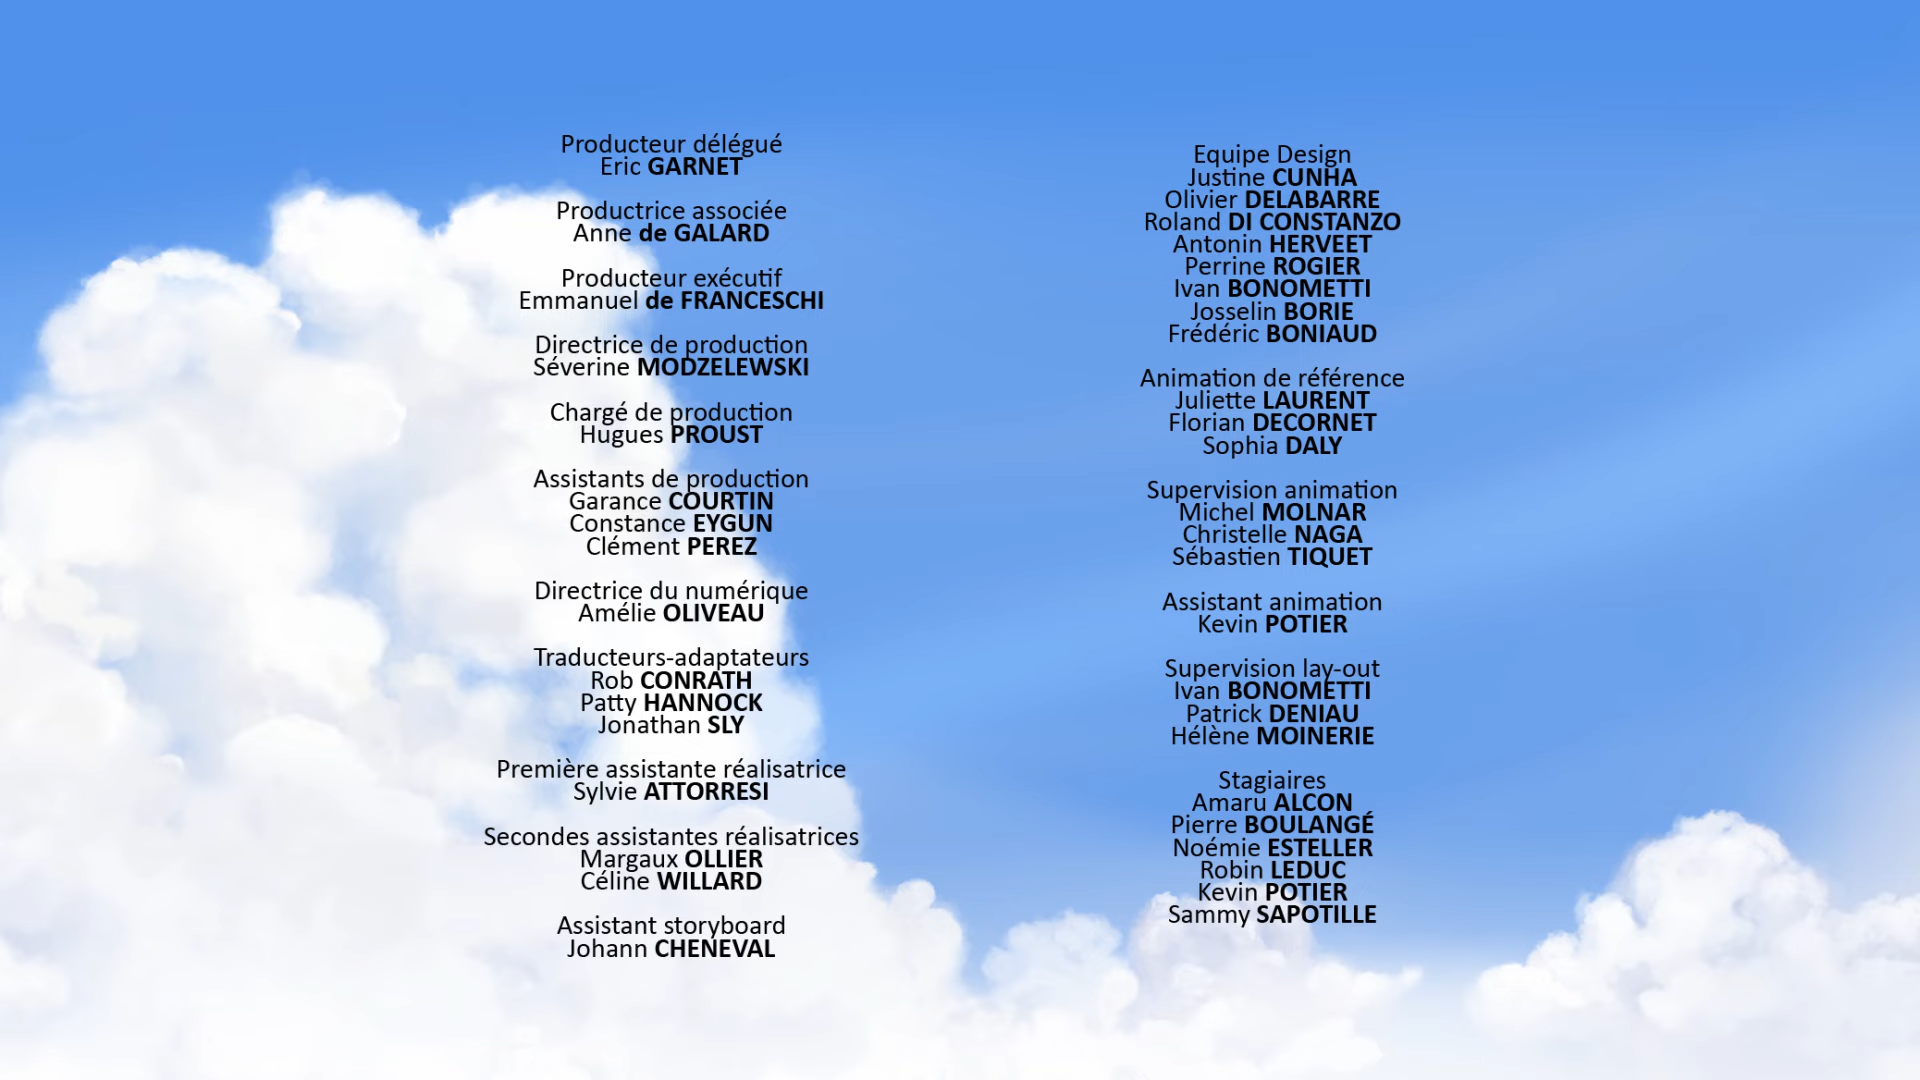 Producteur délégué
Eric GARNET
Productrice associée
Anne de GALARD
Producteur exécutif
Emmanuel de FRANCESCHI
Directrice de production
Séverine MODZELEWSKI
Chargé de production
Hugues PROUST
Assistants de production
Garance COURTIN
Constance EYGUN
Clément PEREZ
Directrice du numérique
Amélie OLIVEAU
Traducteurs-adaptateurs
Rob CONRATH
Patty HANNOCK
Jonathan SLY
Première assistante réalisatrice
Sylvie ATTORRESI
Secondes assistantes réalisatrices
Margaux OLLIER
Céline WILLARD
Assistant storyboard
Johann CHENEVAL
Equipe Design
Justine CUNHA
Olivier DELABARRE
Roland DI CONSTANZO
Antonin HERVEET
Perrine ROGIER
Ivan BONOMETTI
Josselin BORIE
Frédéric BONIAUD
Animation de référence
Juliette LAURENT
Florian DECORNET
Sophia DALY
Supervision animation
Michel MOLNAR
Christelle NAGA
Sébastien TIQUET
Assistant animation
Kevin POTIER
Supervision lay-out
Ivan BONOMETTI
Patrick DENIAU
Hélène MOINERIE
Stagiaires
Amaru ALCON
Pierre BOULANGÉ
Noémie ESTELLER
Robin LEDUC
Kevin POTIER
Sammy SAPOTILLE